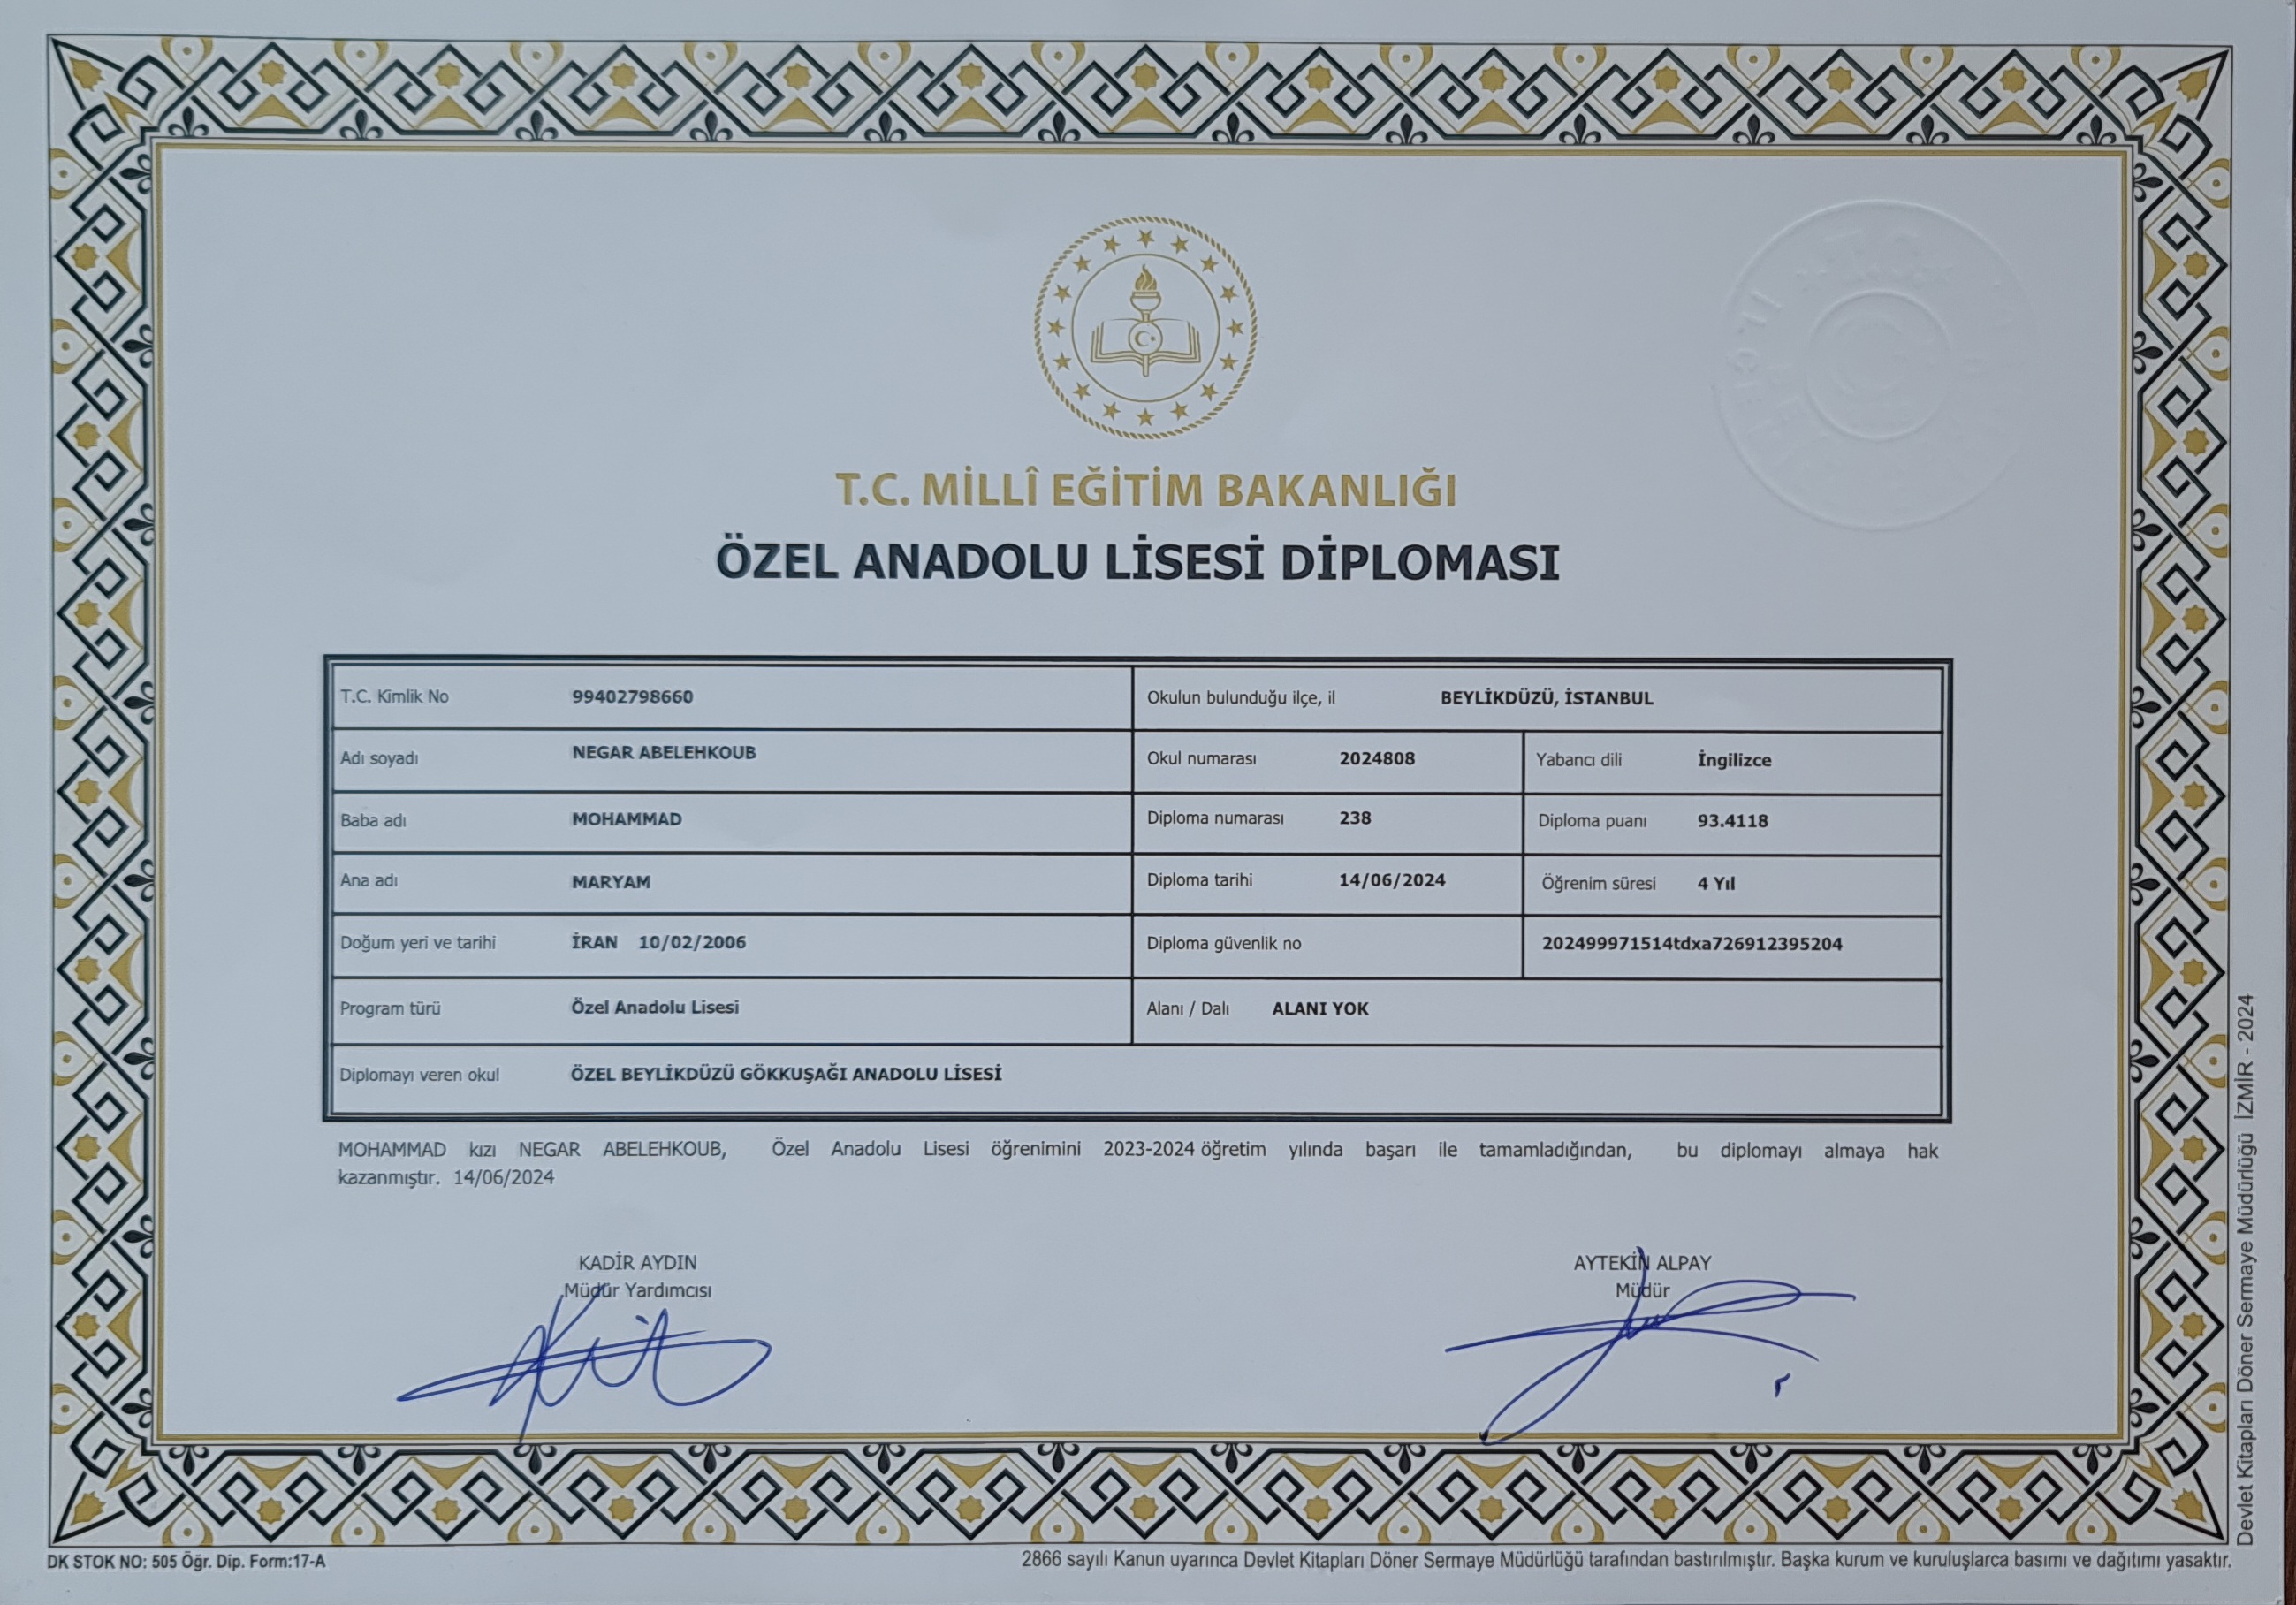 T.C. MİLLÎ EĞİTİM BAKANLIĞI
ÖZEL ANADOLU LİSESİ DİPLOMASI
T.C. Kimlik No 99402798660 Okulun bulunduğu ilçe, il BEYLİKDÜZÜ, İSTANBUL
Adı soyadı NEGAR ABELEHKOUB Okul numarası 2024808 Yabancı dili İngilizce
Baba adı MOHAMMAD Diploma numarası 238 Diploma puanı 93.4118
Ana adı MARYAM Diploma tarihi 14/06/2024 Öğrenim süresi 4 Yıl
Doğum yeri ve tarihi İRAN 10/02/2006 Diploma güvenlik no 202499971514tdxa726912395204
Program türü Özel Anadolu Lisesi Alanı / Dalı ALANI YOK
Diplomayı veren okul ÖZEL BEYLİKDÜZÜ GÖKKUŞAĞI ANADOLU LİSESİ
MOHAMMAD kızı NEGAR ABELEHKOUB, Özel Anadolu Lisesi öğrenimini 2023-2024 öğretim yılında başarı ile tamamladığından, bu diplomayı almaya hak
kazanmıştır. 14/06/2024
KADİR AYDIN AYTEKİN ALPAY
Müdür Yardımcısı Müdür
DK STOK NO: 505 Öğr. Dip. Form:17-A 2866 sayılı Kanun uyarınca Devlet Kitapları Döner Sermaye Müdürlüğü tarafından bastırılmıştır. Başka kurum ve kuruluşlarca basımı ve dağıtımı yasaktır.
Devlet Kitapları Döner Sermaye Müdürlüğü İZMİR - 2024